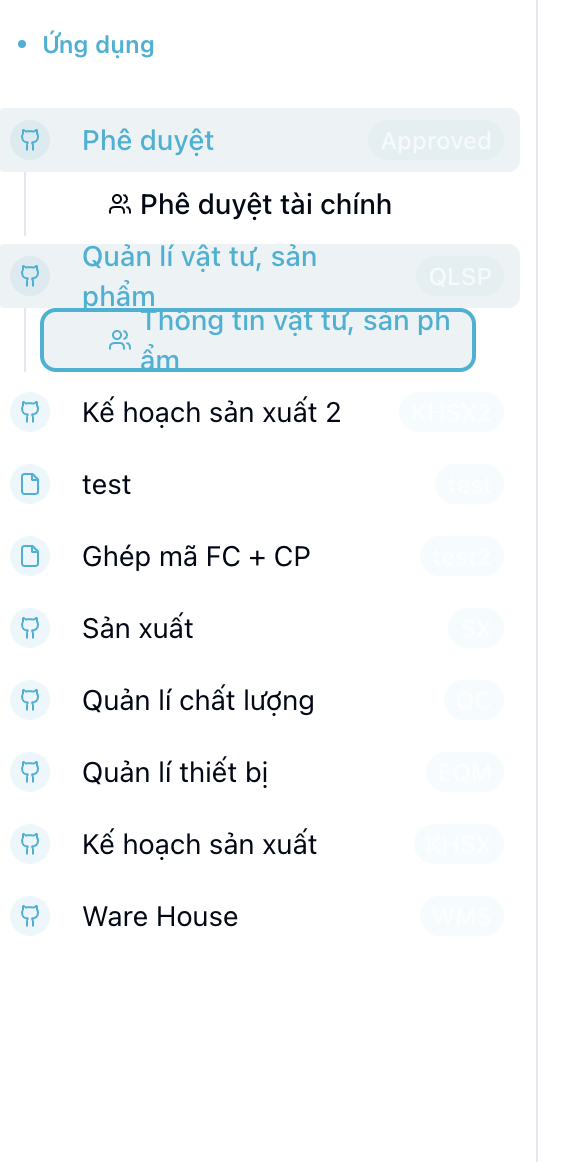 Ứng dụng
Phê duyệt Approved
Phê duyệt tài chính
Quản lí vật tư, sản
phẩm QLSP
Thông tin vật tư, sản ph
ẩm
Kế hoạch sản xuất 2 KHSX2
test test
Ghép mã FC + CP test2
Sản xuất SX
Quản lí chất lượng QC
Quản lí thiết bị EQM
Kế hoạch sản xuất KHSX
Ware House WMS